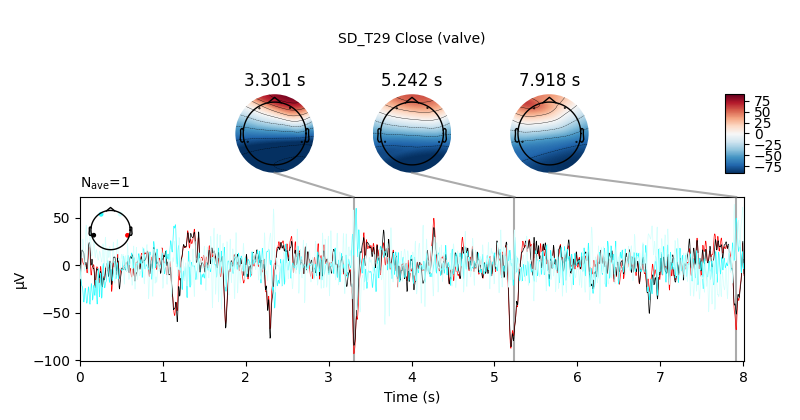 SD_T29 Close (valve)
3.301 s 5.242 s 7.918 s
75
50
25
0
−25
−50
−75
Nave=1
50
0
−50
−100
µV
0 1 2 3 4 5 6 7 8
Time (s)